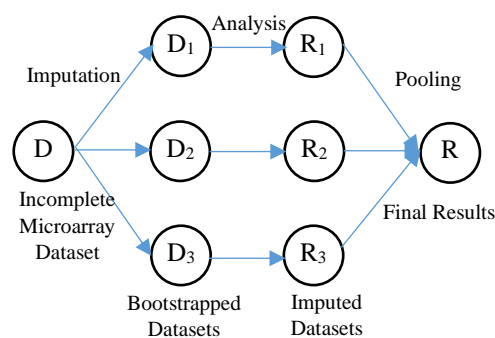 Analysis
D1
R1
Imputation
Pooling
D
D2
R2
R
Incomplete
Microarray
Dataset
Final Results
D3
R3
Bootstrapped
Datasets
Imputed
Datasets